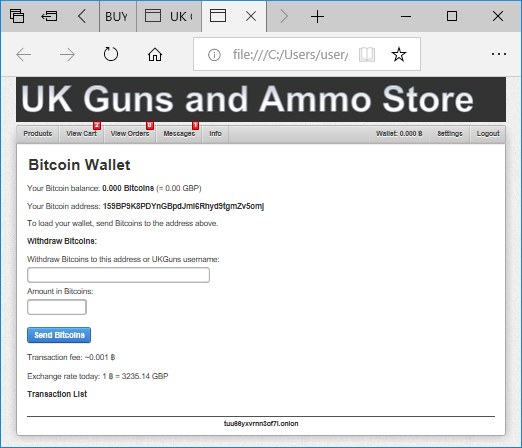 BUY
UK
file:///C:/Users/user/
UK Guns and Ammo Store
Products View Cart View Orders Messages Info Wallet: 0.000 ฿ Settings Logout
Bitcoin Wallet
Your Bitcoin balance: 0.000 Bitcoins (= 0.00 GBP)
Your Bitcoin address:
To load your wallet, send Bitcoins to the address above.
Withdraw Bitcoins:
Withdraw Bitcoins to this address or UKGuns username:
Amount in Bitcoins:
Send Bitcoins
Transaction fee: ~0.001 ฿
Exchange rate today: 1 ฿ = 3235.14 GBP
Transaction List